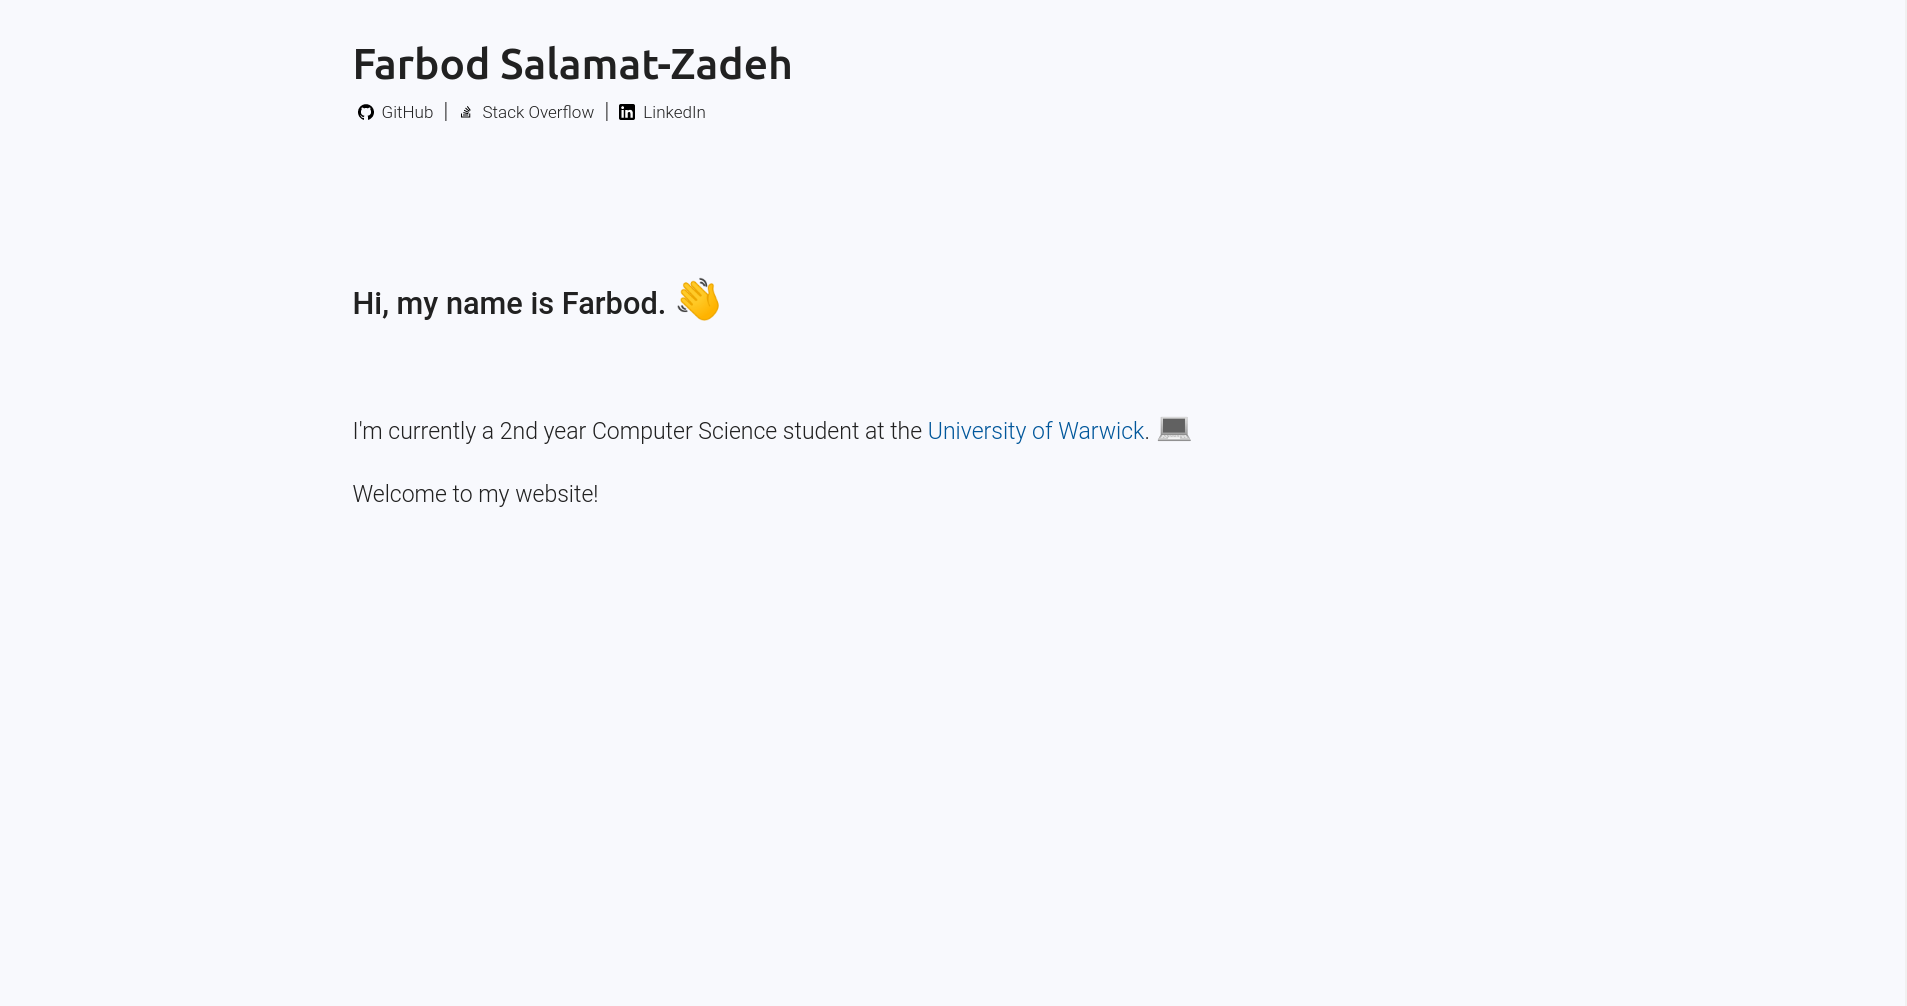 Farbod Salamat-Zadeh
GitHub | Stack Overflow | LinkedIn
Hi, my name is Farbod. 👋
I'm currently a 2nd year Computer Science student at the University of Warwick. 💻
Welcome to my website!